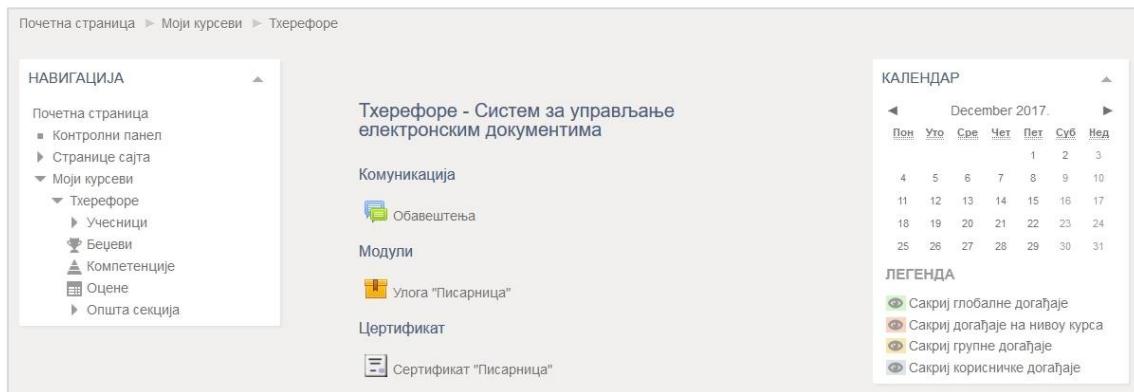 Почетна страница ► Моји курсеви ► Тхерефоре
НАВИГАЦИЈА
Почетна страница
Контролни панел
Странице сајта
Моји курсеви
Тхерефоре
Учесници
Беџеви
Компетенције
Оцене
Општа секција
Тхерефоре - Систем за управљање
електронским документима
Комуникација
Обавештења
Модули
Улога "Писарница"
Цертификат
Сертификат "Писарница"
КАЛЕНДАР
◄ December 2017. ►
Пон Уто Сре Чет Пет Суб Нед
1 2 3
4 5 6 7 8 9 10
11 12 13 14 15 16 17
18 19 20 21 22 23 24
25 26 27 28 29 30 31
ЛЕГЕНДА
Сакриј глобалне догађаје
Сакриј догађаје на нивоу курса
Сакриј групне догађаје
Сакриј корисничке догађаје